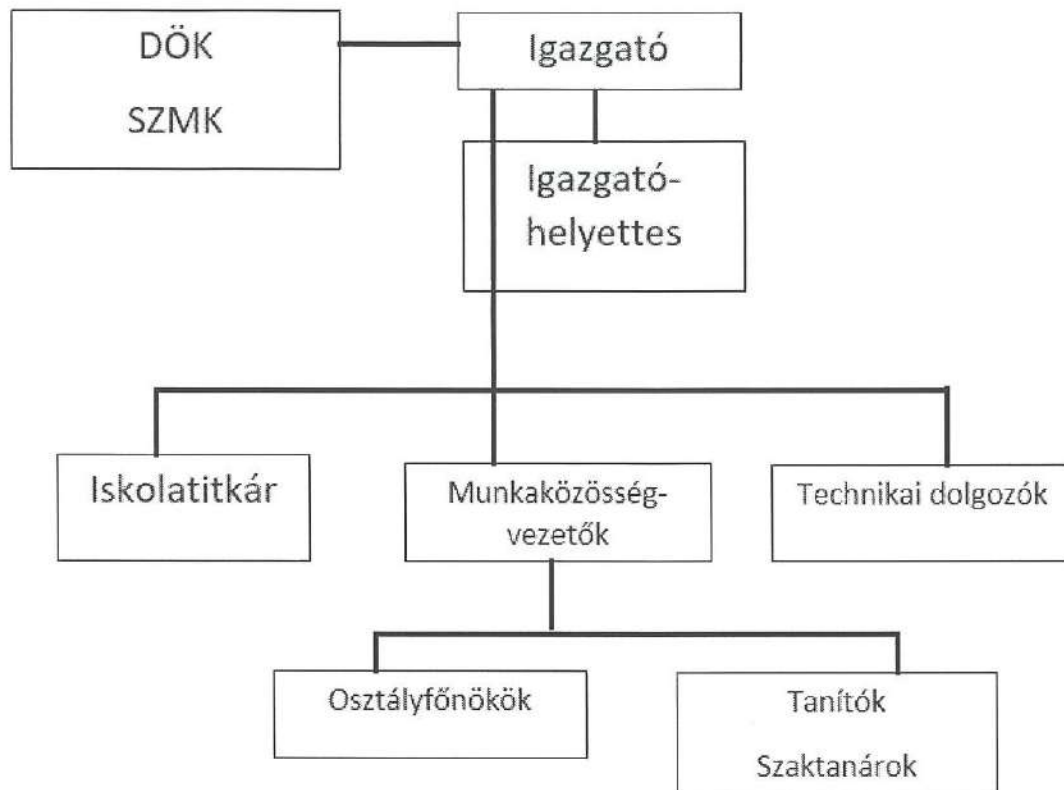 DÖK
SZMK
Igazgató
Igazgató-
helyettes
Iskolatitkár
Munkaközösség-
vezetők
Technikai dolgozók
Osztályfőnökök
Tanítók
Szaktanárok